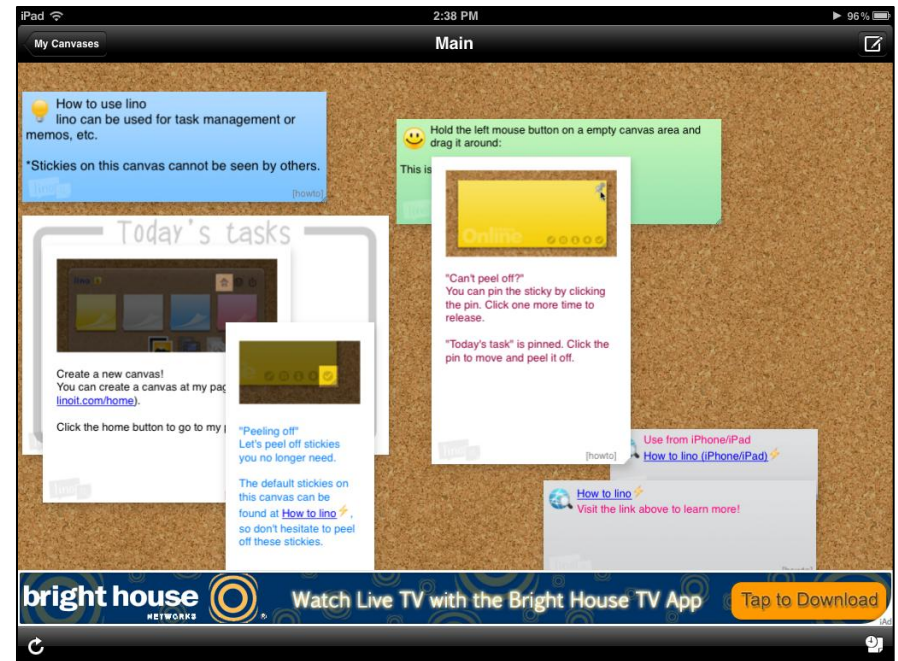 iPad
2:38 PM
96%
My Canvases
Main
How to use lino
lino can be used for task management or
memos, etc.
*Stickies on this canvas cannot be seen by others.
[howto]
Hold the left mouse button on a empty canvas area and
drag it around:
This is
Online
"Can't peel off?"
You can pin the sticky by clicking
the pin. Click one more time to
release.
"Today's task" is pinned. Click the
pin to move and peel it off.
[howto]
Today's tasks
lino
Create a new canvas!
You can create a canvas at my pag
linoit.com/home).
Click the home button to go to my
"Peeling off"
Let's peel off stickies
you no longer need.
The default stickies on
this canvas can be
found at How to lino ,
so don't hesitate to peel
off these stickies.
Use from iPhone/iPad
How to lino (iPhone/iPad)
How to lino
Visit the link above to learn more!
bright house
NETWORKS
Watch Live TV with the Bright House TV App
Tap to Download
iAd